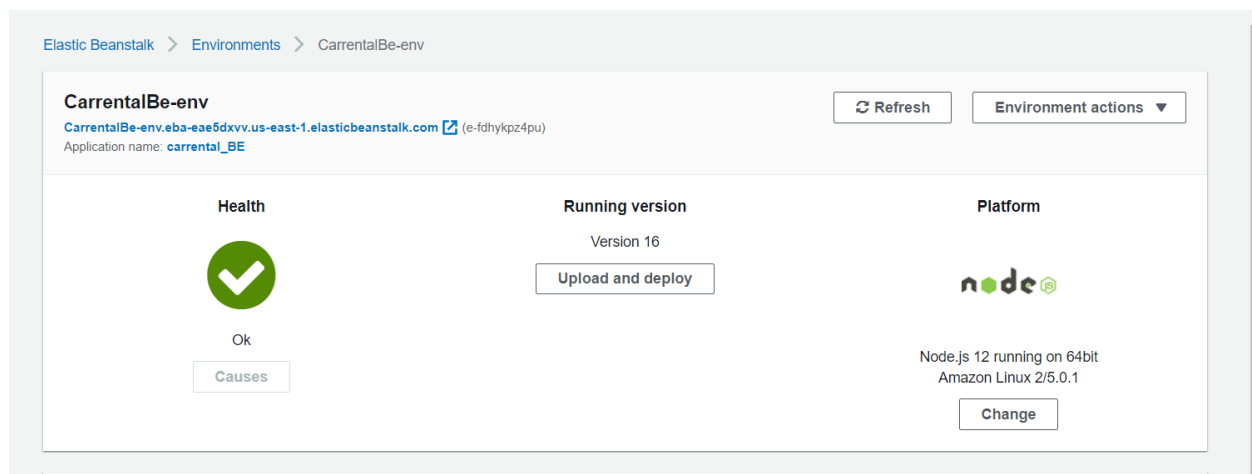 Elastic Beanstalk > Environments > CarrentalBe-env
CarrentalBe-env
Refresh
Environment actions ▼
CarrentalBe-env.eba-eae5dxvv.us-east-1.elasticbeanstalk.com (e-fdhykpz4pu)
Application name: carrental_BE
Health
Ok
Causes
Running version
Version 16
Upload and deploy
Platform
node JS
Node.js 12 running on 64bit
Amazon Linux 2/5.0.1
Change